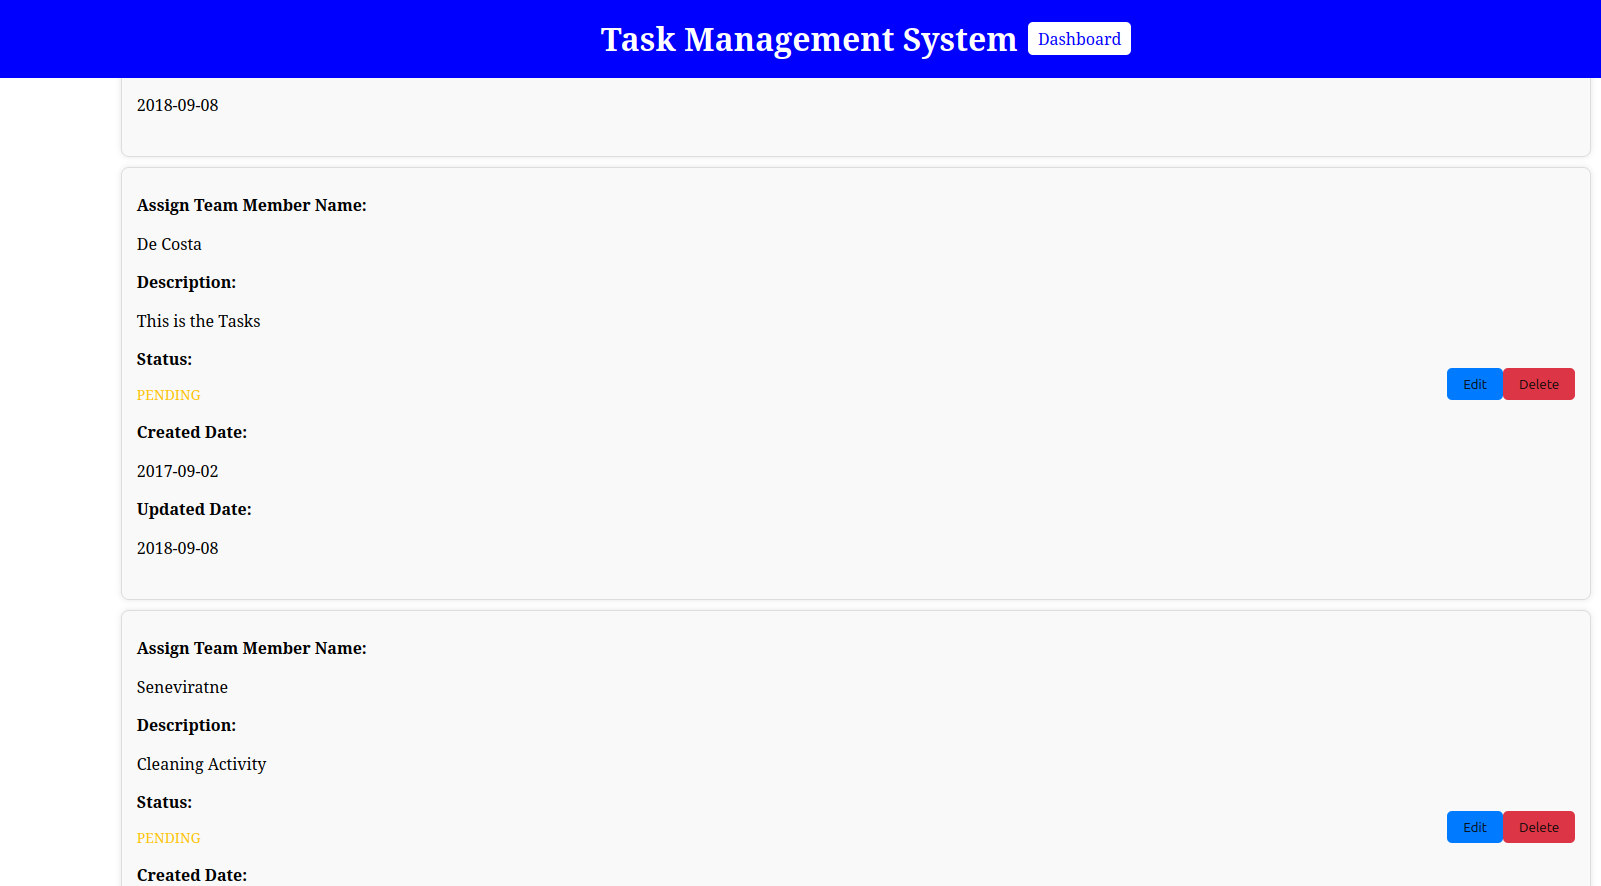 Task Management System Dashboard
2018-09-08
Assign Team Member Name:
De Costa
Description:
This is the Tasks
Status:
PENDING
Edit Delete
Created Date:
2017-09-02
Updated Date:
2018-09-08
Assign Team Member Name:
Seneviratne
Description:
Cleaning Activity
Status:
PENDING
Edit Delete
Created Date: